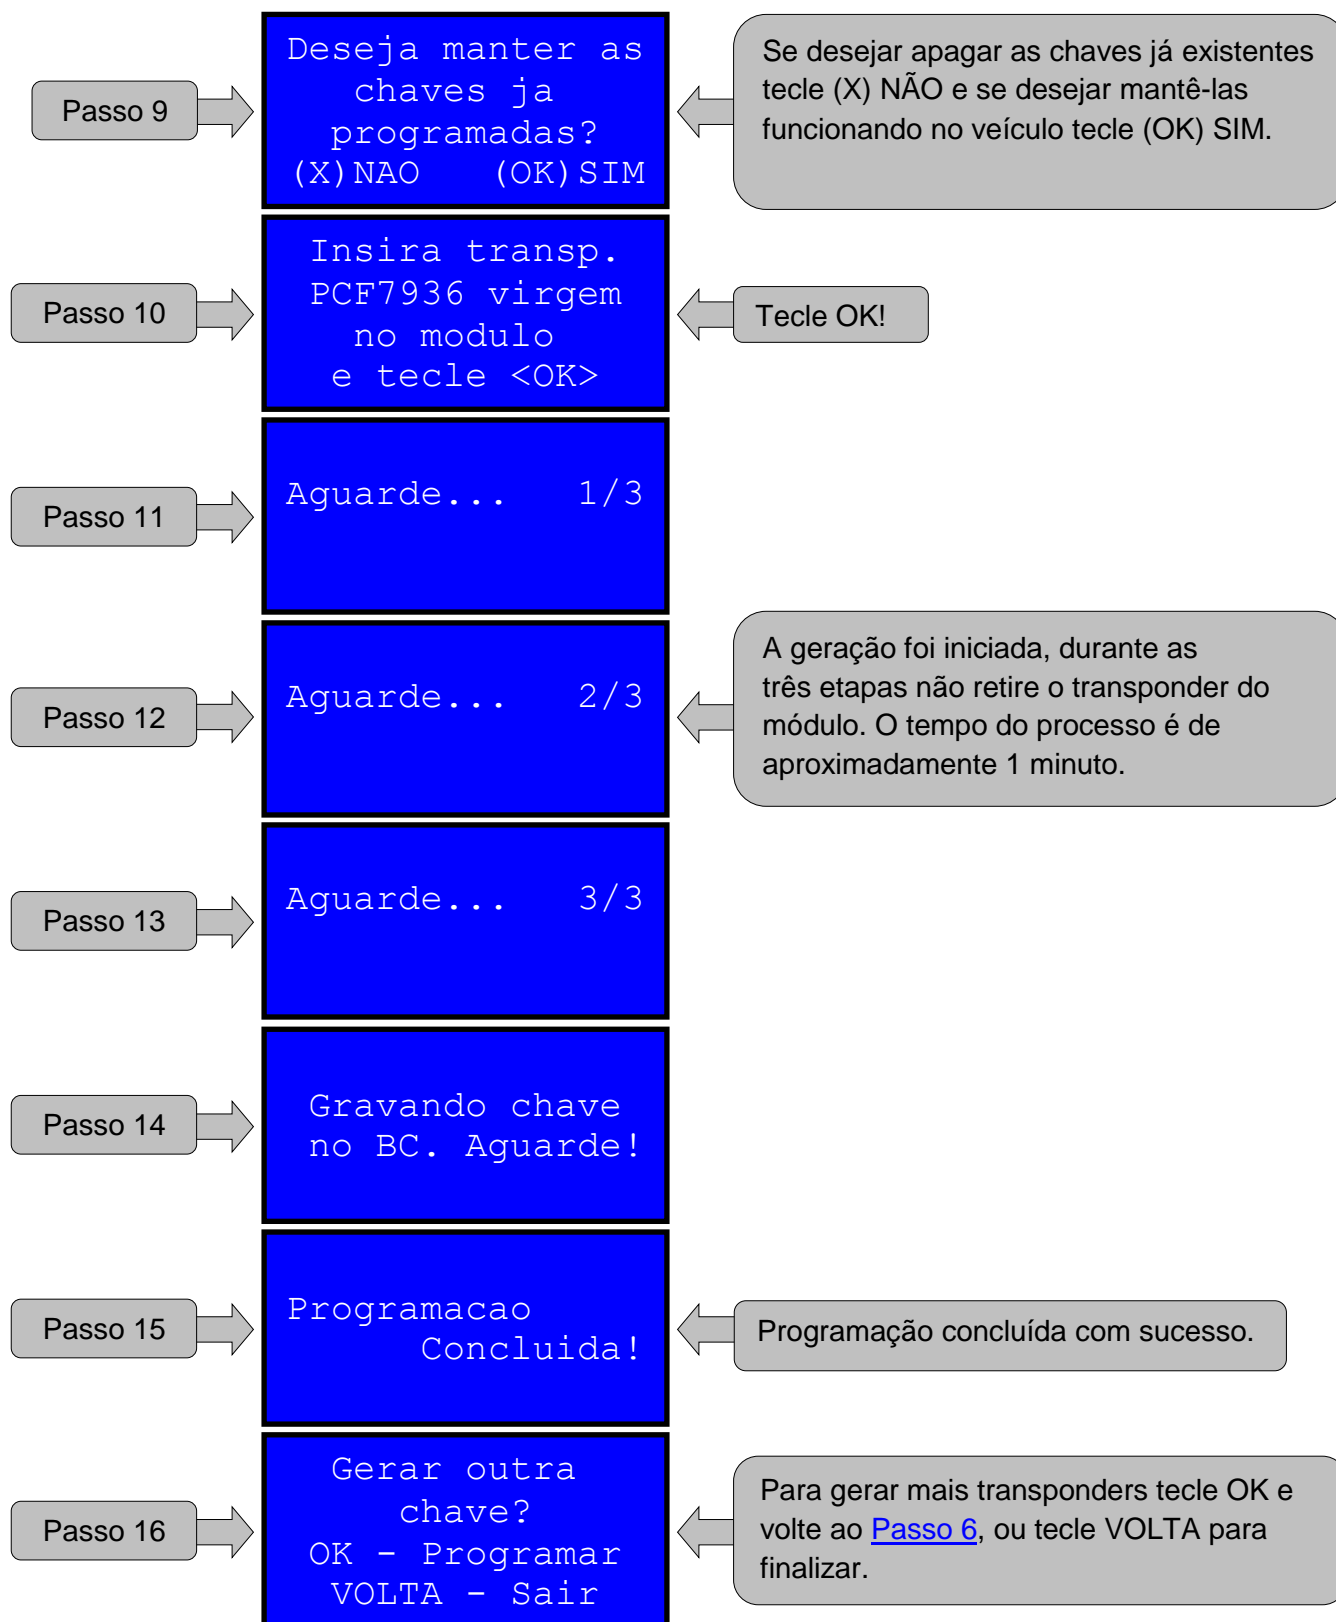 Passo 9
Deseja manter as
chaves ja
programadas?
(X)NAO (OK)SIM
Se desejar apagar as chaves já existentes
tecle (X) NÃO e se desejar mantê-las
funcionando no veículo tecle (OK) SIM.
Passo 10
Insira transp.
PCF7936 virgem
no modulo
e tecle <OK>
Tecle OK!
Passo 11
Aguarde... 1/3
Passo 12
Aguarde... 2/3
A geração foi iniciada, durante as
três etapas não retire o transponder do
módulo. O tempo do processo é de
aproximadamente 1 minuto.
Passo 13
Aguarde... 3/3
Passo 14
Gravando chave
no BC. Aguarde!
Passo 15
Programacao
Concluida!
Programação concluída com sucesso.
Passo 16
Gerar outra
chave?
OK - Programar
VOLTA - Sair
Para gerar mais transponders tecle OK e
volte ao Passo 6, ou tecle VOLTA para
finalizar.